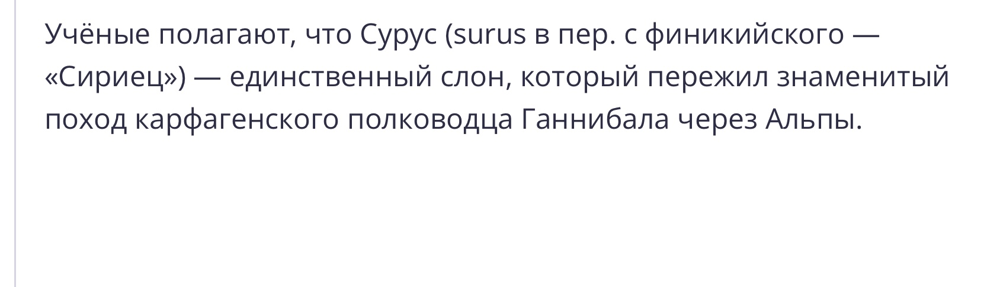 Учёные полагают, что Сурус (surus в пер. с финикийского —
«Сириец») — единственный слон, который пережил знаменитый
поход карфагенского полководца Ганнибала через Альпы.